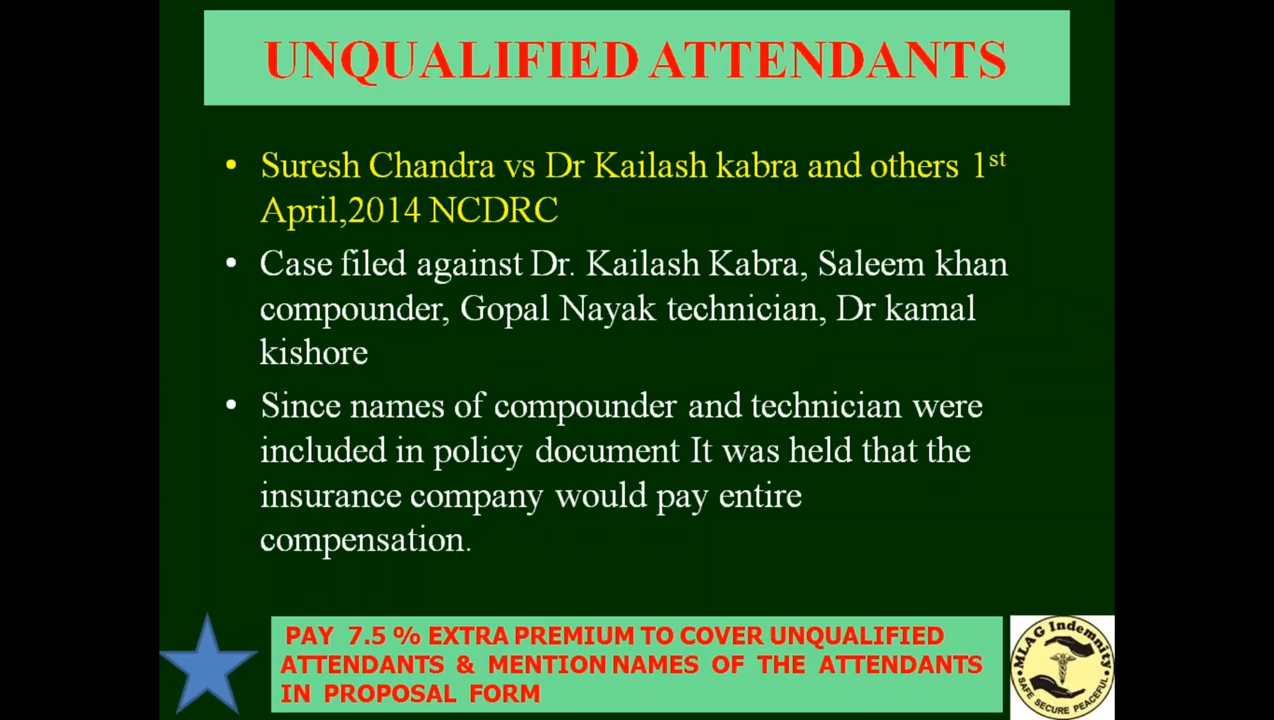 UNQUALIFIED ATTENDANTS
• Suresh Chandra vs Dr Kailash kabra and others 1st
April,2014 NCDRC
• Case filed against Dr. Kailash Kabra, Saleem khan
compounder, Gopal Nayak technician, Dr kamal
kishore
• Since names of compounder and technician were
included in policy document It was held that the
insurance company would pay entire
compensation.
PAY 7.5 % EXTRA PREMIUM TO COVER UNQUALIFIED
ATTENDANTS & MENTION NAMES OF THE ATTENDANTS
IN PROPOSAL FORM
MLAG Indemnity
SAFE SECURE PEACEFUL